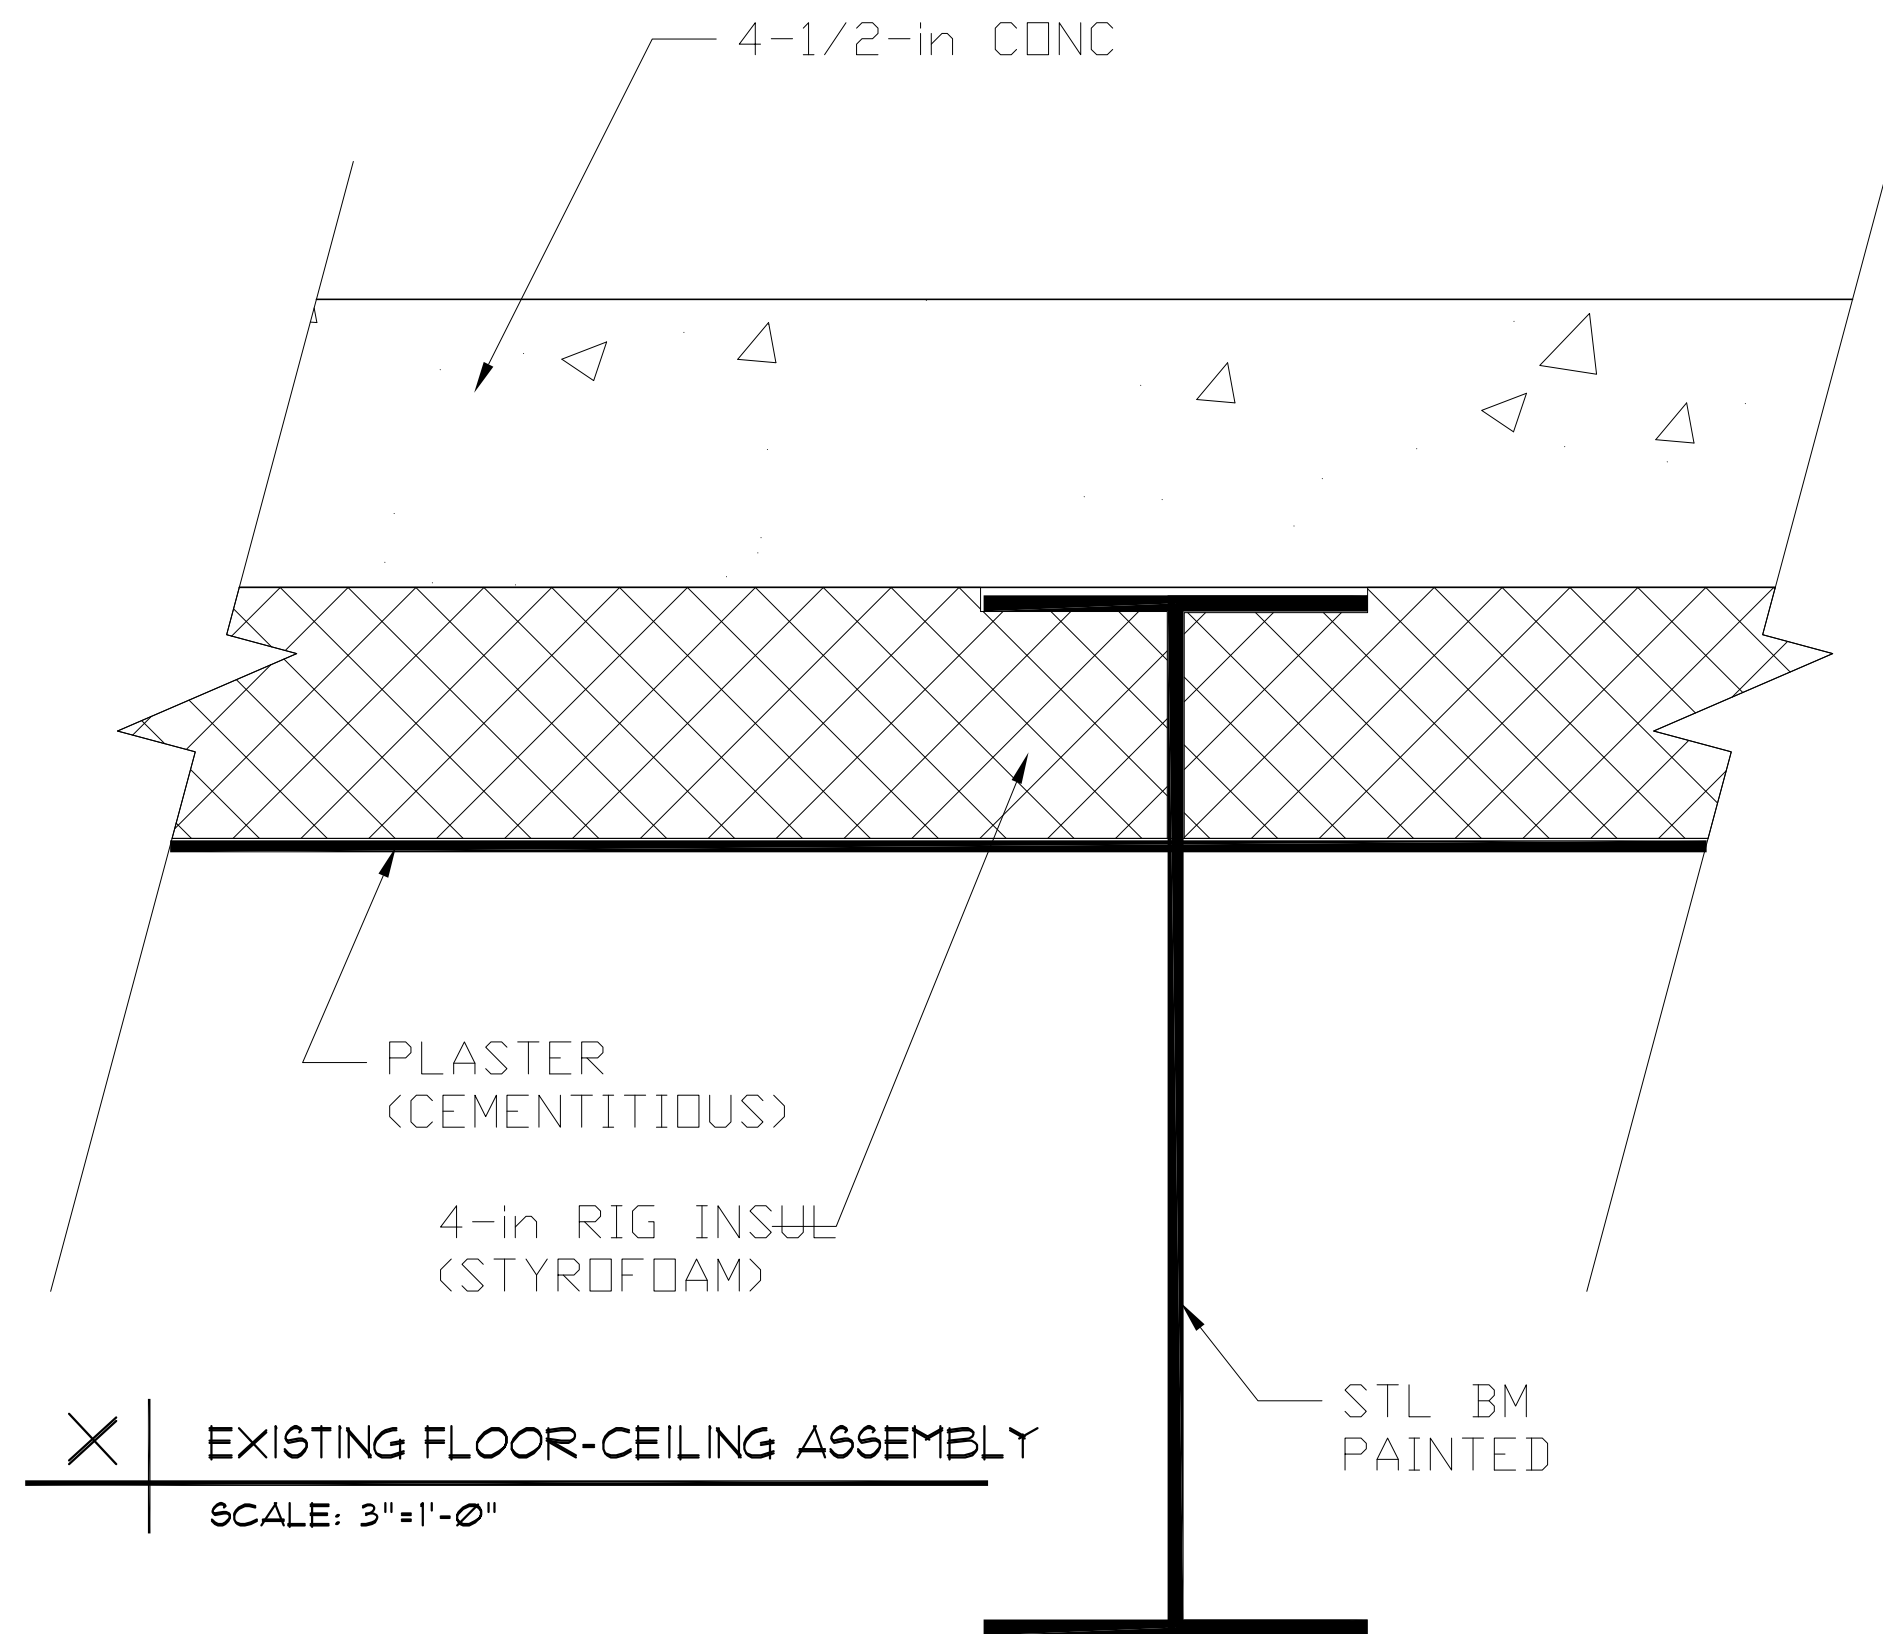 4-1/2-in CONC
PLASTER
(CEMENTITIOUS)
4-in RIG INSUL
(STYROFOAM)
STL BM
PAINTED
X
EXISTING FLOOR-CEILING ASSEMBLY
SCALE: 3"=1'-0"